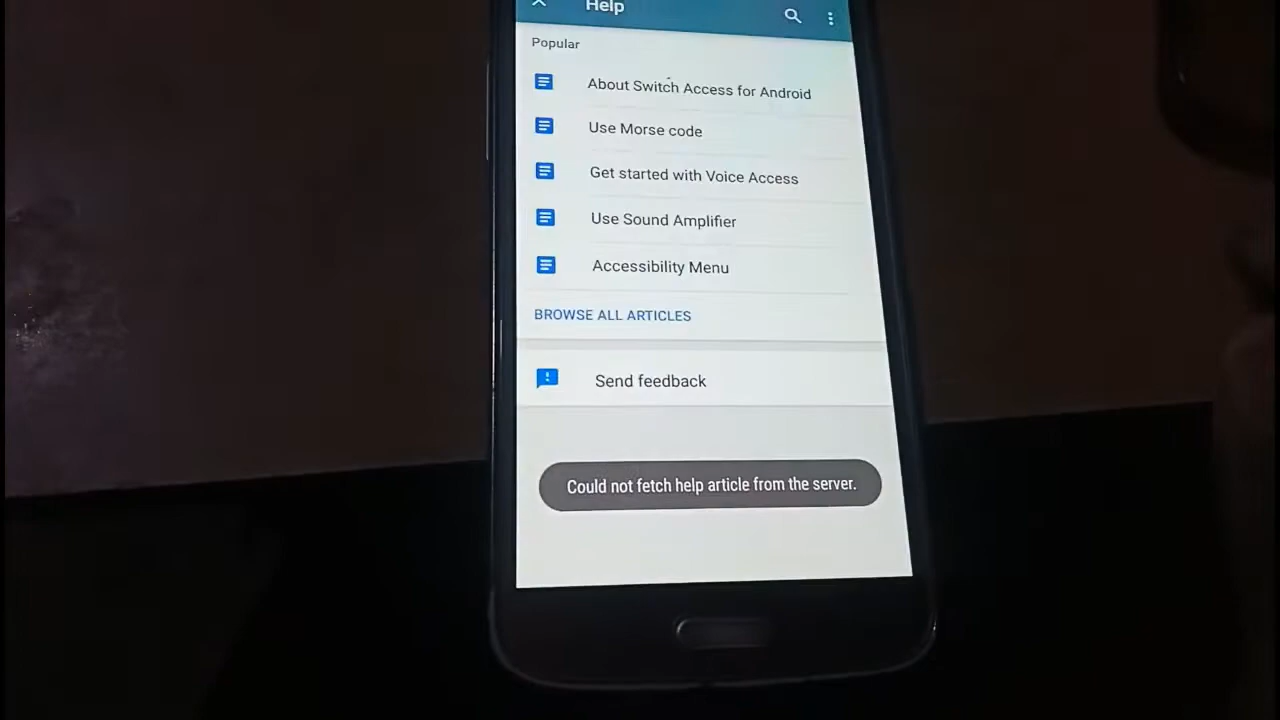 Help
Popular
About Switch Access for Android
Use Morse code
Get started with Voice Access
Use Sound Amplifier
Accessibility Menu
BROWSE ALL ARTICLES
Send feedback
Could not fetch help article from the server.